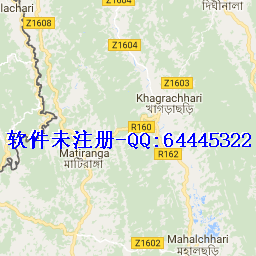 lachari
Z1604
দিঘীনালা
Z1608
Z1604
Z1603
Khagrachhari
খাগড়াছড়ি
R160
软件未注册-QQ:64445322
Matiranga
মাটিরাঙ্গা
R162
Z1602
Mahalchhari
মহালছড়ি